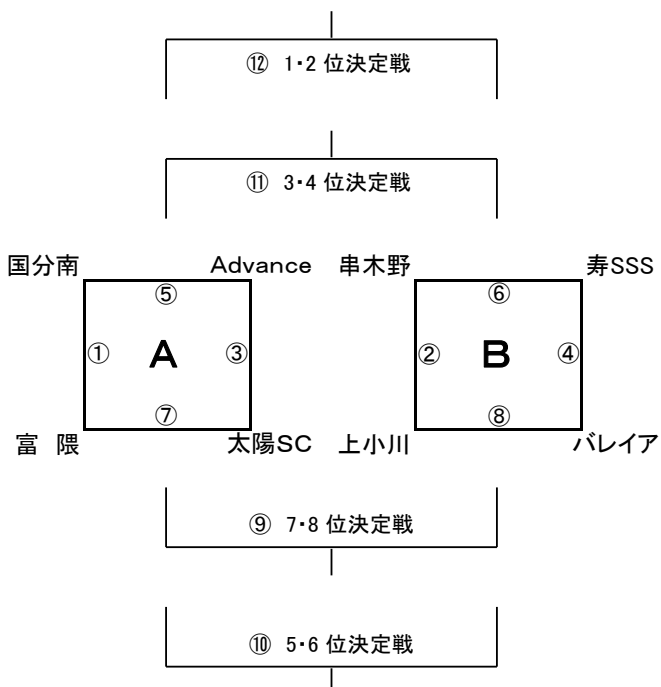 ⑫ 1・2 位決定戦
⑪ 3・4 位決定戦
国分南 Advance 串木野 寿SSS
⑤ ⑥
① A ③ ② B ④
⑦ ⑧
富 隈 太陽SC 上小川 バレイア
⑨ 7・8 位決定戦
⑩ 5・6 位決定戦